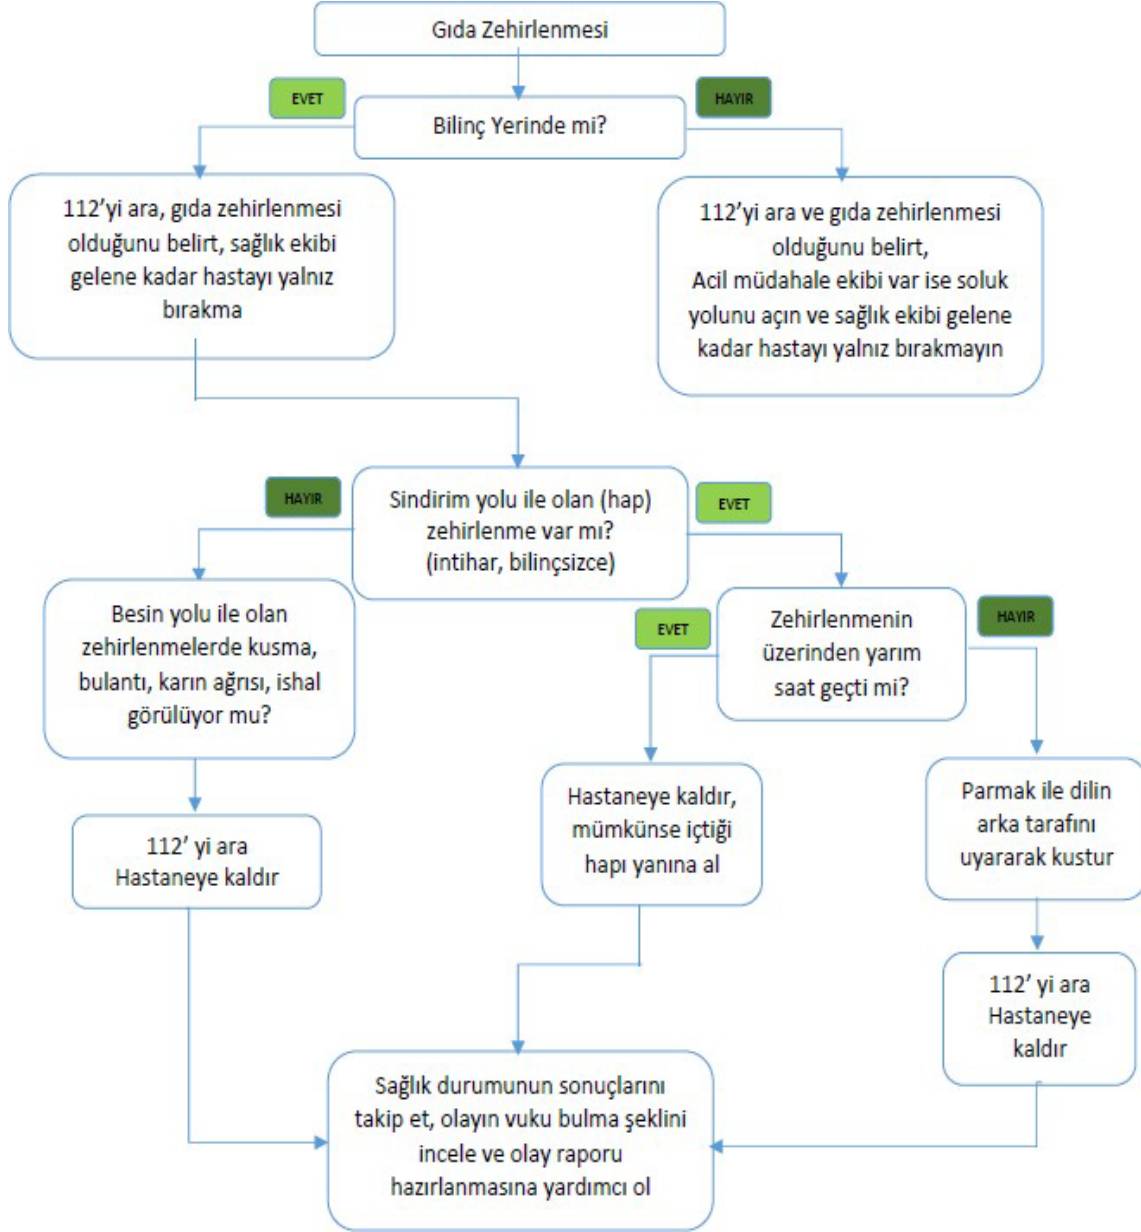 Gıda Zehirlenmesi
EVET
HAYIR
Bilinç Yerinde mi?
112’yi ara, gıda zehirlenmesi
olduğunu belirt, sağlık ekibi
gelene kadar hastayı yalnız
bırakma
112’yi ara ve gıda zehirlenmesi
olduğunu belirt,
Acil müdahale ekibi var ise soluk
yolunu açın ve sağlık ekibi gelene
kadar hastayı yalnız bırakmayın
HAYIR
Sindirim yolu ile olan (hap)
zehirlenme var mı?
(intihar, bilinçsizce)
EVET
Besin yolu ile olan
zehirlenmelerde kusma,
bulantı, karın ağrısı, ishal
görülüyor mu?
EVET
Zehirlenmenin
üzerinden yarım
saat geçti mi?
HAYIR
112’ yi ara
Hastaneye kaldır
Hastaneye kaldır,
mümkünse içtiği
hapı yanına al
Parmak ile dilin
arka tarafını
uyararak kustur
112’ yi ara
Hastaneye
kaldır
Sağlık durumunun sonuçlarını
takip et, olayın vuku bulma şeklini
incele ve olay raporu
hazırlanmasına yardımcı ol